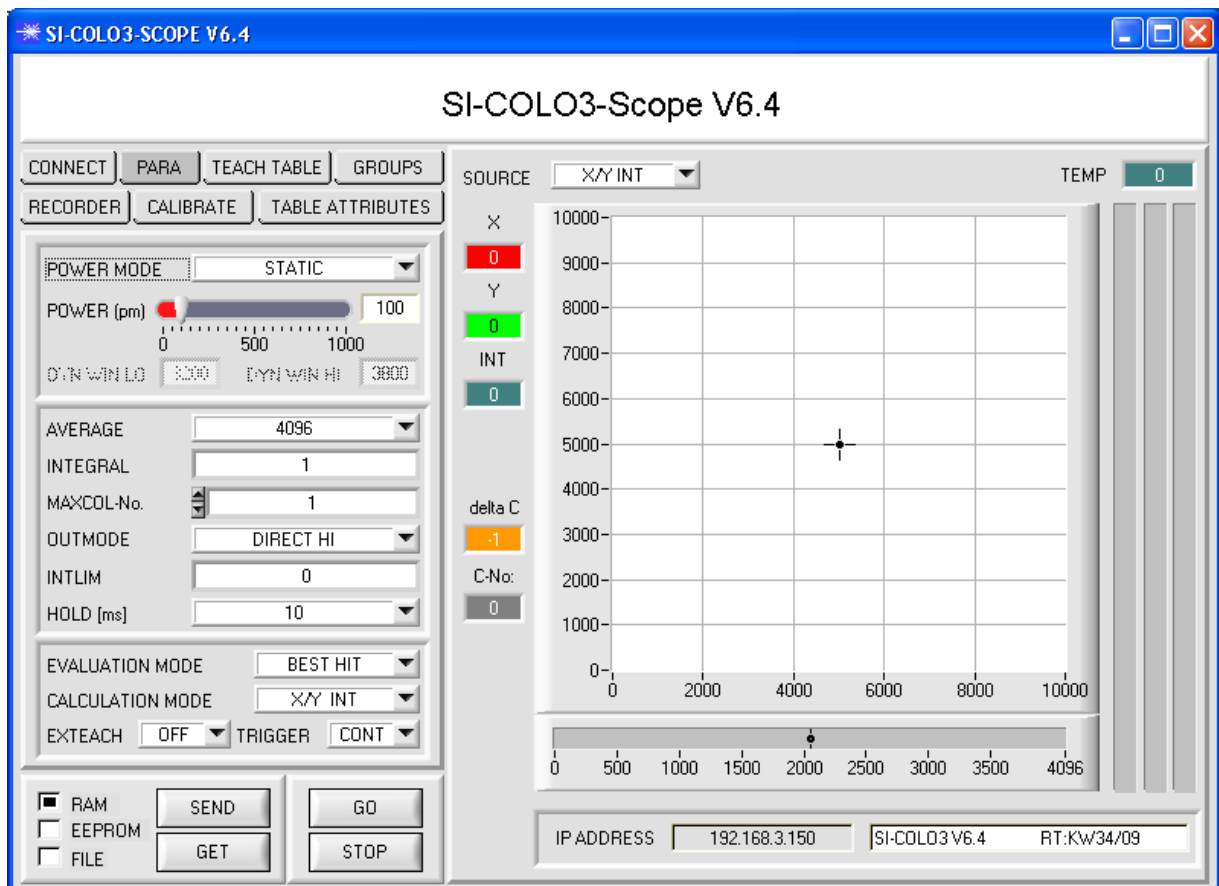 SI-COLO3-SCOPE V6.4
SI-COLO3-Scope V6.4
CONNECT PARA TEACH TABLE GROUPS
RECORDER CALIBRATE TABLE ATTRIBUTES
POWER MODE STATIC
POWER (pm) 100
0 500 1000
DYN WIN LO 3200 DYN WIN HI 3800
AVERAGE 4096
INTEGRAL 1
MAXCOL-No. 1
OUTMODE DIRECT HI
INTLIM 0
HOLD [ms] 10
EVALUATION MODE BEST HIT
CALCULATION MODE X/Y INT
EXTEACH OFF TRIGGER CONT
RAM SEND GO
EEPROM
FILE GET STOP
SOURCE X/Y INT TEMP 0
X
0
Y
0
INT
0
delta C
-1
C-No:
0
10000
9000
8000
7000
6000
5000
4000
3000
2000
1000
0
0 2000 4000 6000 8000 10000
0 500 1000 1500 2000 2500 3000 3500 4096
IP ADDRESS 192.168.3.150 SI-COLO3 V6.4 RT:KW34/09